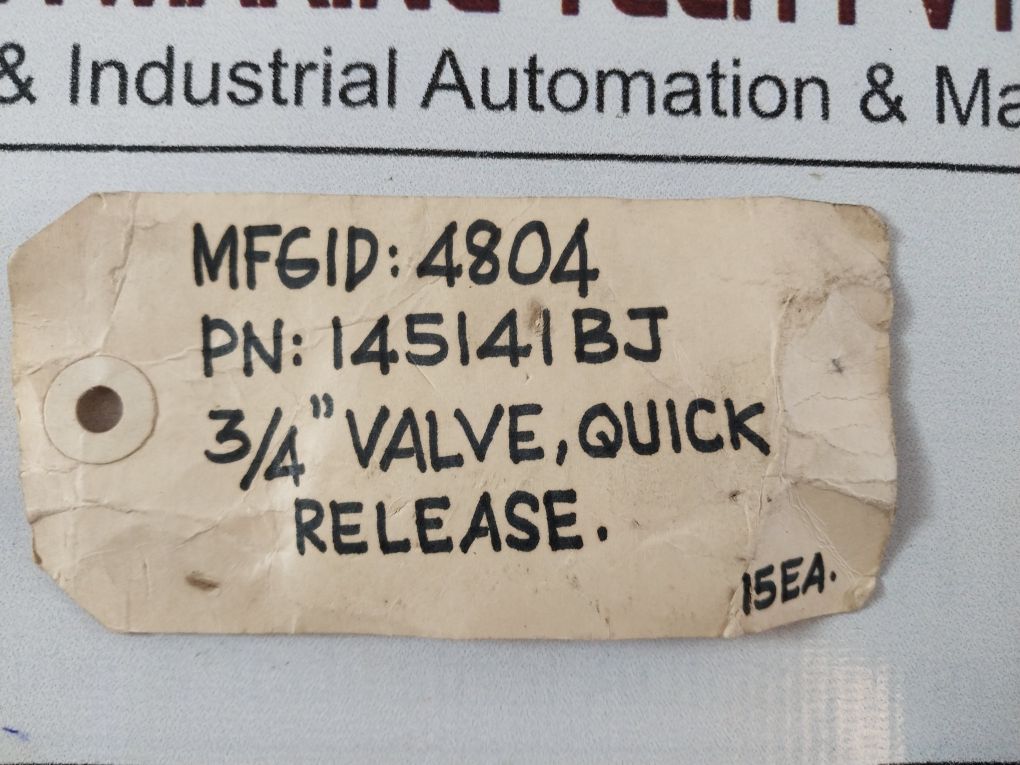 & Industrial Automation & Ma
MFGID: 4804
PN: 145141BJ
3/4" VALVE, QUICK
RELEASE.
15EA.